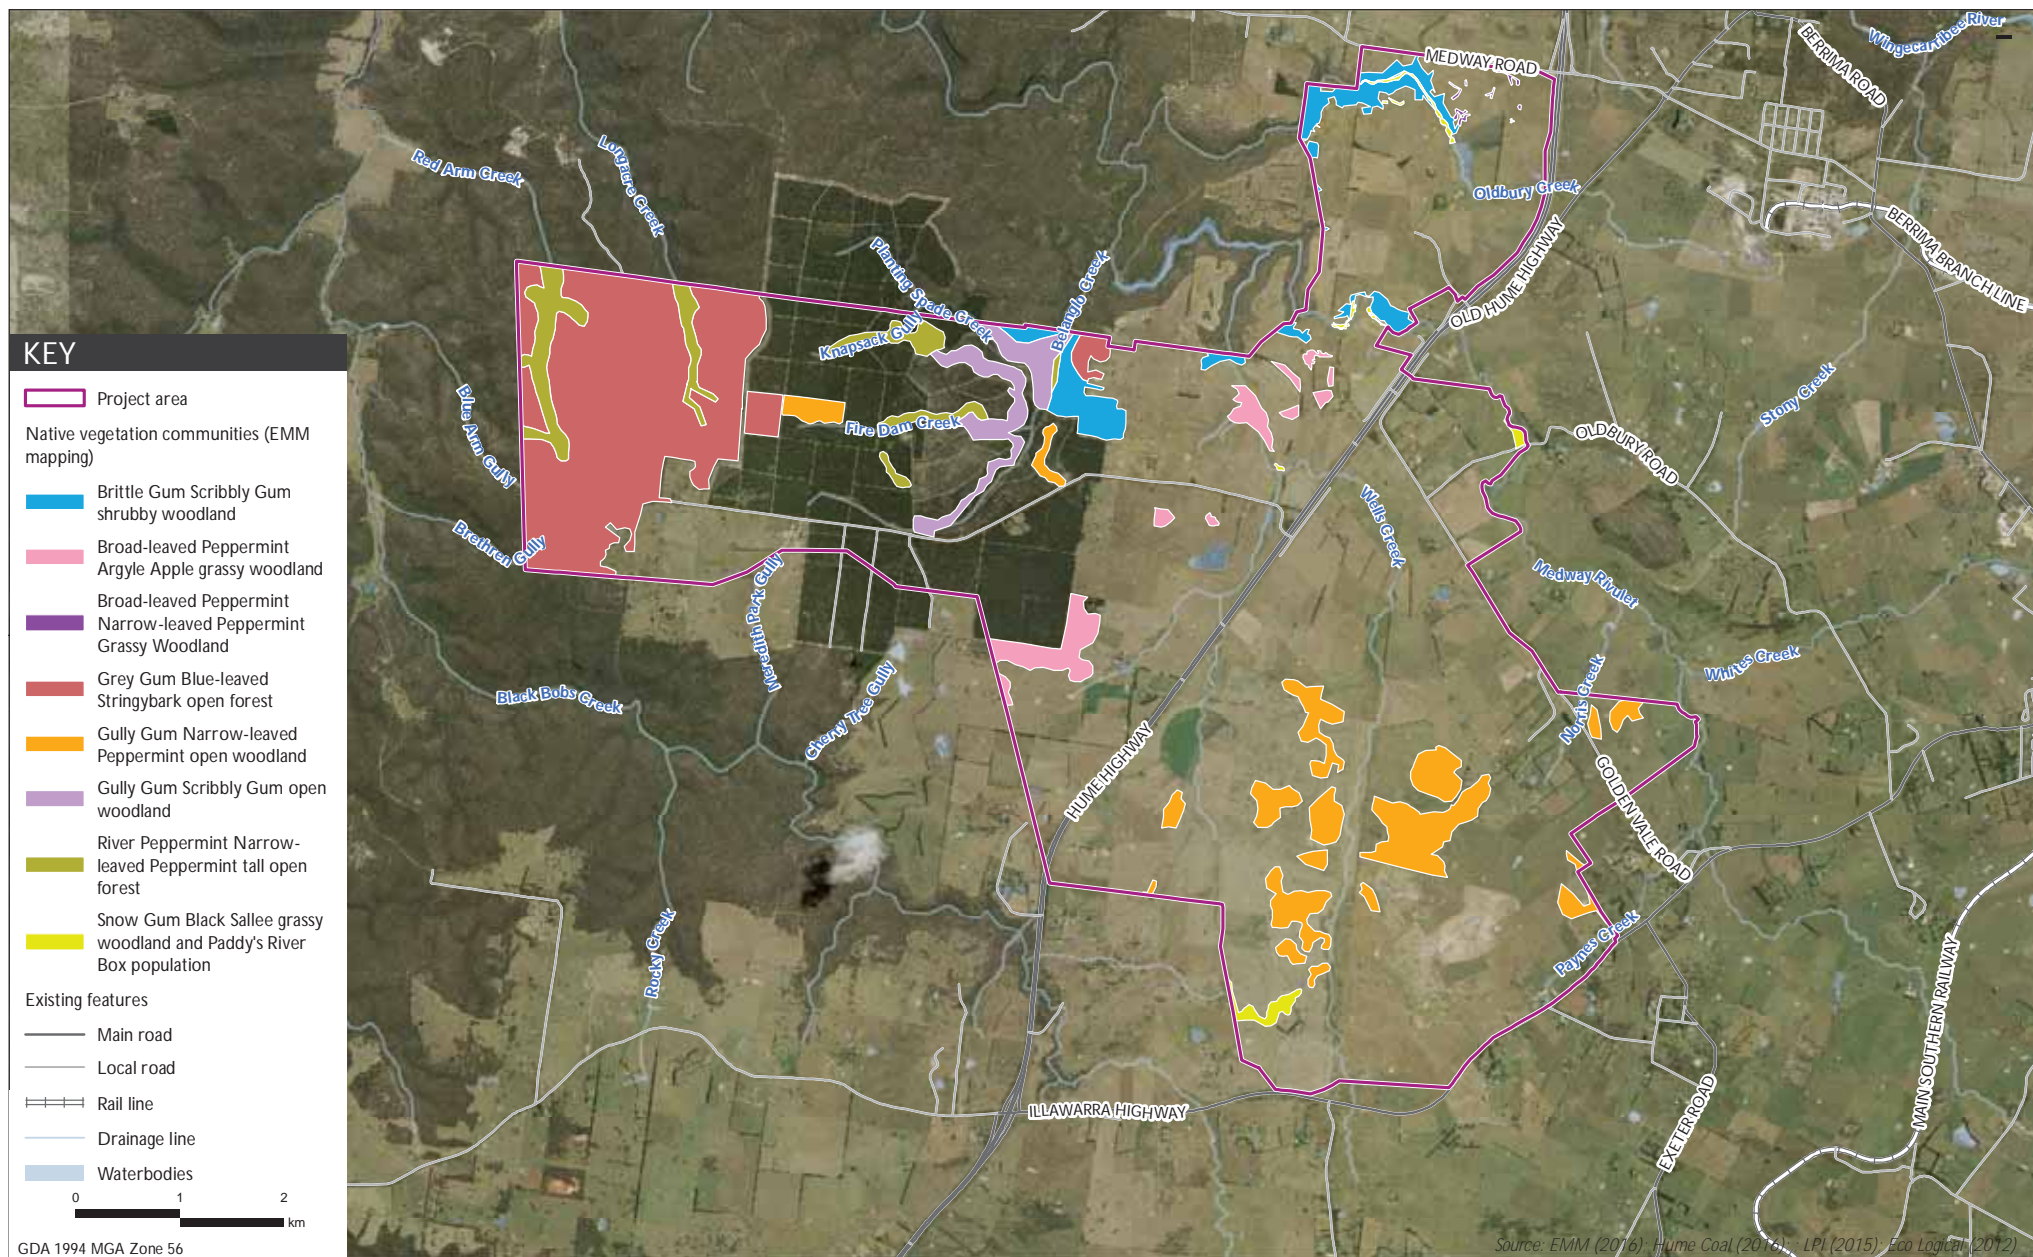 MEDWAY ROAD
BERRIMA ROAD
Wingecarribee River
Red Arm Creek
Longacre Creek
Oldbury Creek
BERRIMA BRANCH LINE
Planting Spade Creek
Belanglo Creek
OLD HUME HIGHWAY
Knapsack Gully
Fire Dam Creek
Stony Creek
OLDBURY ROAD
Blue Arm Gully
Brethren Gully
Wells Creek
Medway Rivulet
Meredith Park Gully
Whites Creek
Norris Creek
Black Bobs Creek
Cherry Tree Gully
HUME HIGHWAY
GOLDEN VALE ROAD
Rocky Creek
Paynes Creek
MAIN SOUTHERN RAILWAY
ILLAWARRA HIGHWAY
EXETER ROAD
KEY
Project area
Native vegetation communities (EMM
mapping)
Brittle Gum Scribbly Gum
shrubby woodland
Broad-leaved Peppermint
Argyle Apple grassy woodland
Broad-leaved Peppermint
Narrow-leaved Peppermint
Grassy Woodland
Grey Gum Blue-leaved
Stringybark open forest
Gully Gum Narrow-leaved
Peppermint open woodland
Gully Gum Scribbly Gum open
woodland
River Peppermint Narrow-
leaved Peppermint tall open
forest
Snow Gum Black Sallee grassy
woodland and Paddy's River
Box population
Existing features
Main road
Local road
Rail line
Drainage line
Waterbodies
0 1 2
km
GDA 1994 MGA Zone 56
Source: EMM (2016); Hume Coal (2016); ; LPI (2015); Eco Logical (2012)